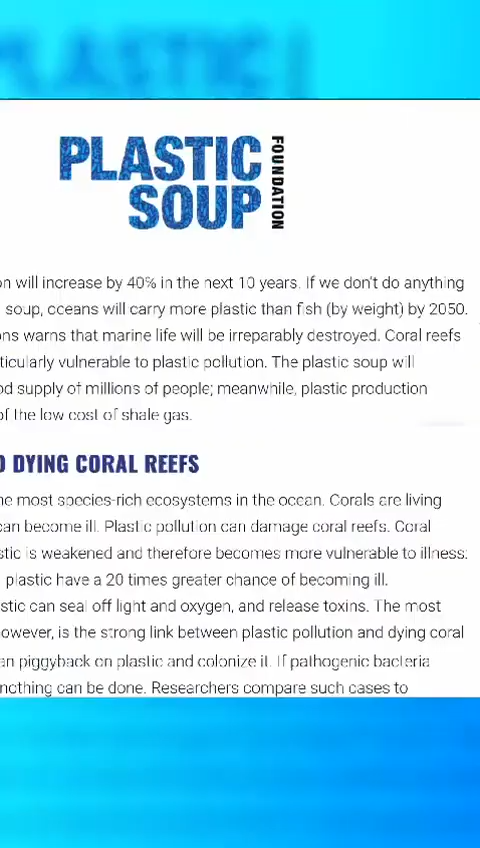 PLASTIC
SOUP
FOUNDATION
on will increase by 40% in the next 10 years. If we don't do anything
soup, oceans will carry more plastic than fish (by weight) by 2050.
ons warns that marine life will be irreparably destroyed. Coral reefs
ticularly vulnerable to plastic pollution. The plastic soup will
od supply of millions of people; meanwhile, plastic production
of the low cost of shale gas.
D DYING CORAL REEFS
he most species-rich ecosystems in the ocean. Corals are living
can become ill. Plastic pollution can damage coral reefs. Coral
stic is weakened and therefore becomes more vulnerable to illness:
plastic have a 20 times greater chance of becoming ill.
stic can seal off light and oxygen, and release toxins. The most
owever, is the strong link between plastic pollution and dying coral
an piggyback on plastic and colonize it. If pathogenic bacteria
nothing can be done. Researchers compare such cases to